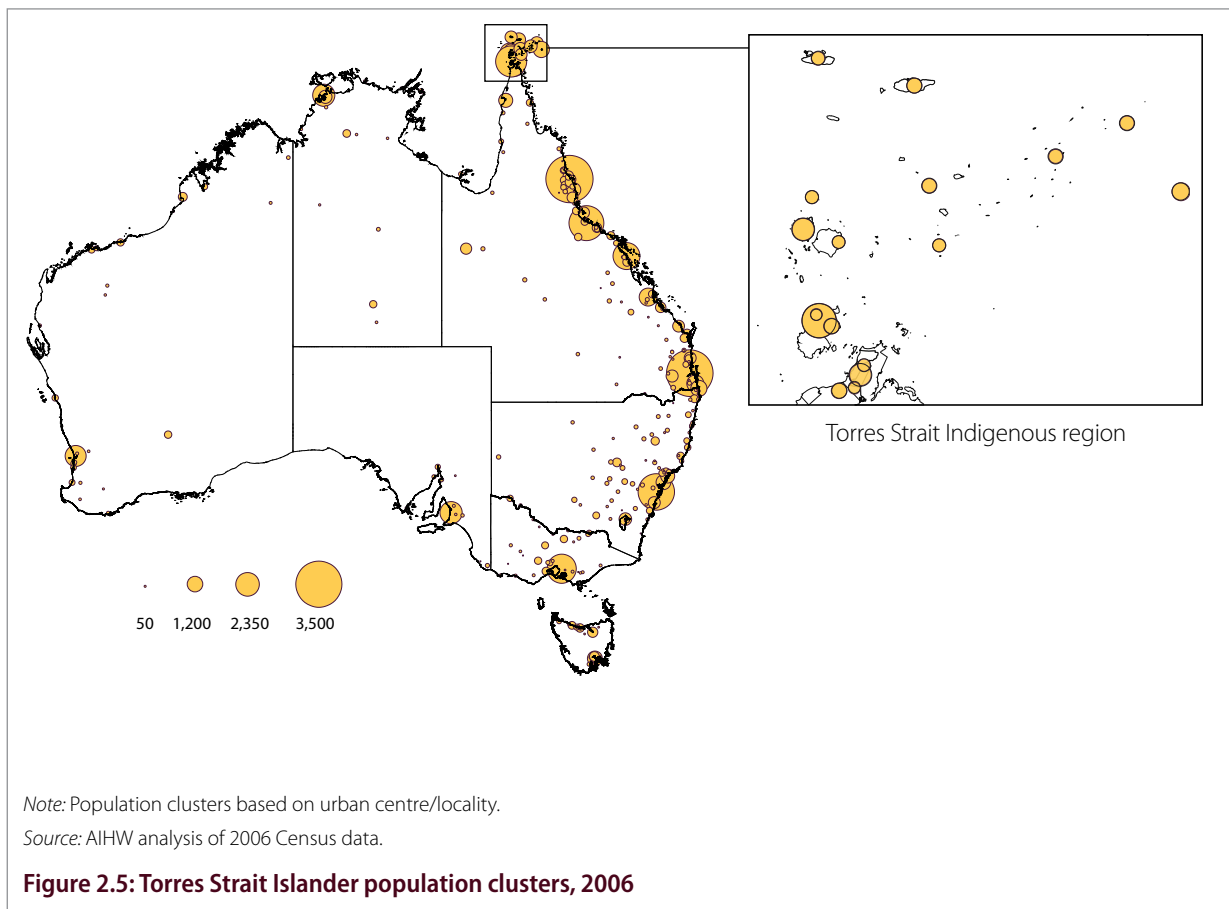 Torres Strait Indigenous region
50 1,200 2,350 3,500
Note: Population clusters based on urban centre/locality.
Source: AIHW analysis of 2006 Census data.
Figure 2.5: Torres Strait Islander population clusters, 2006